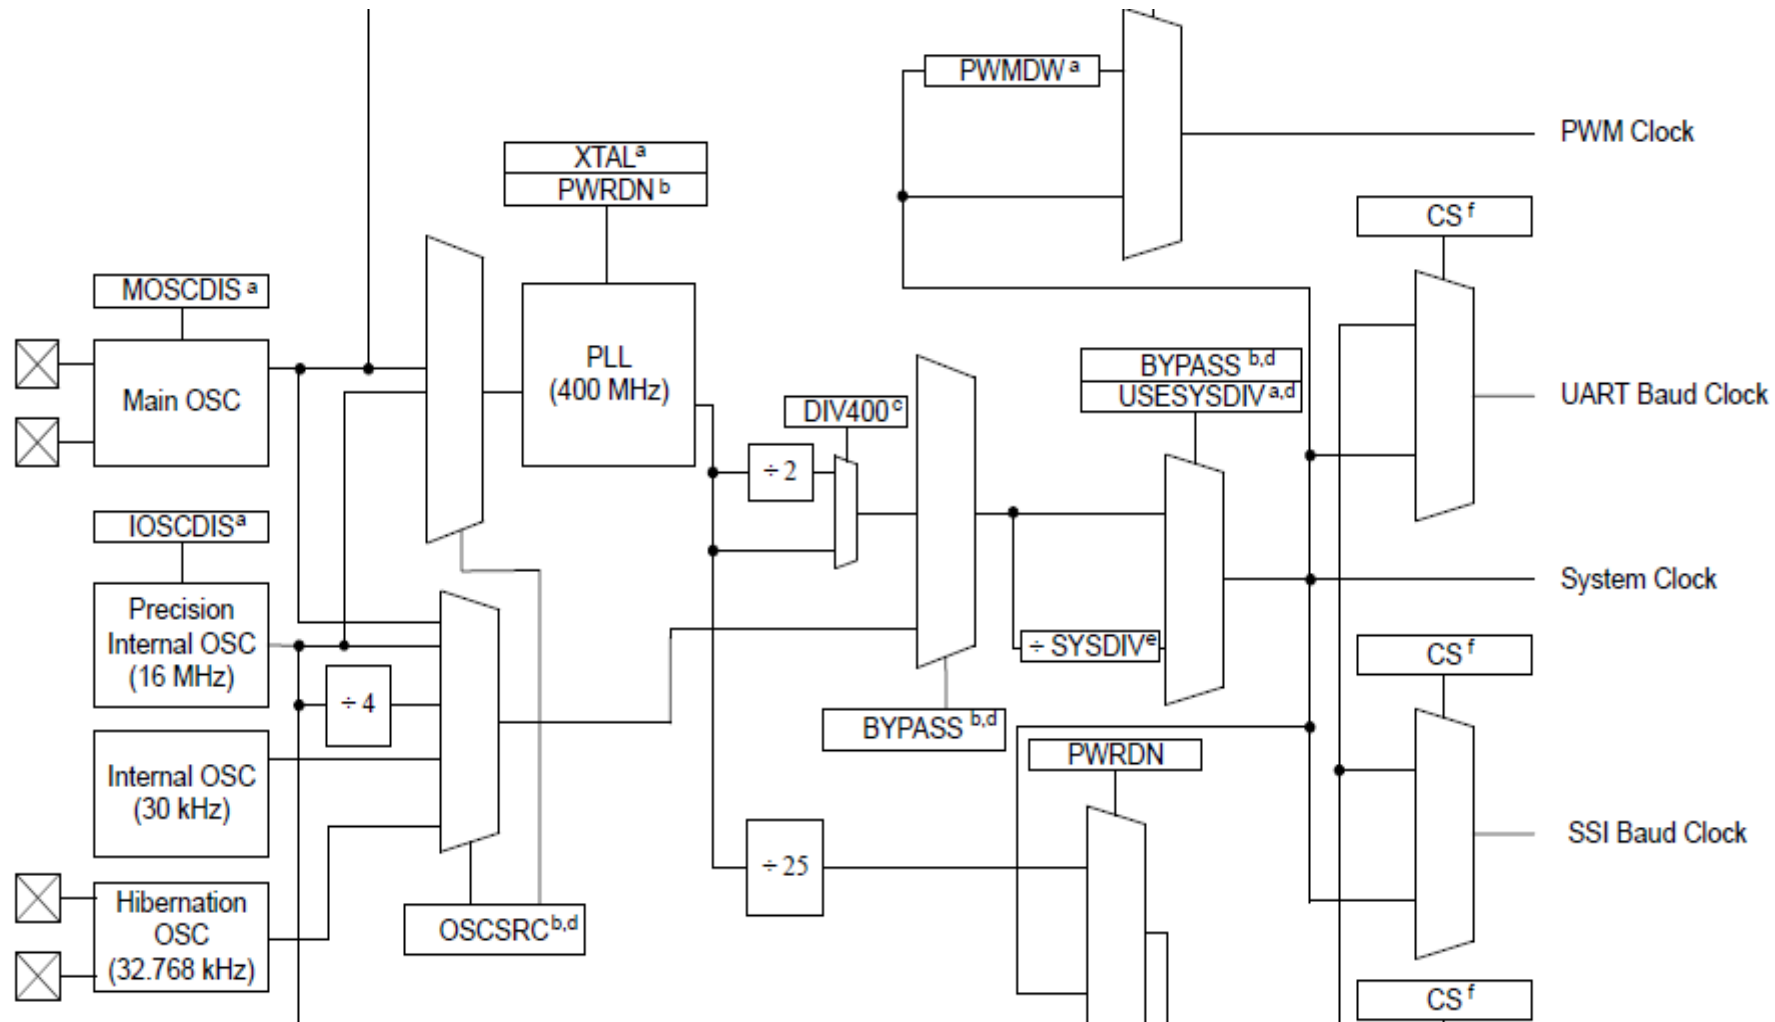 PWMDW a
PWM Clock
XTAL a
PWRDN b
CS f
MOSCDIS a
Main OSC
PLL
(400 MHz)
DIV400 c
÷ 2
BYPASS b,d
USESYSDIV a,d
UART Baud Clock
IOSCDIS a
Precision
Internal OSC
(16 MHz)
÷ 4
System Clock
÷ SYSDIV e
CS f
BYPASS b,d
PWRDN
Internal OSC
(30 kHz)
÷ 25
SSI Baud Clock
Hibernation
OSC
(32.768 kHz)
OSCSRC b,d
CS f